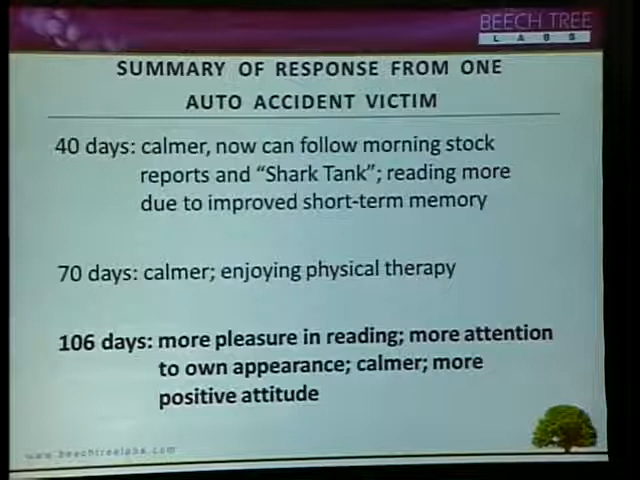 BEECH TREE
LABS
SUMMARY OF RESPONSE FROM ONE
AUTO ACCIDENT VICTIM
40 days: calmer, now can follow morning stock
reports and “Shark Tank”; reading more
due to improved short-term memory
70 days: calmer; enjoying physical therapy
106 days: more pleasure in reading; more attention
to own appearance; calmer; more
positive attitude
www.beechtreelabs.com